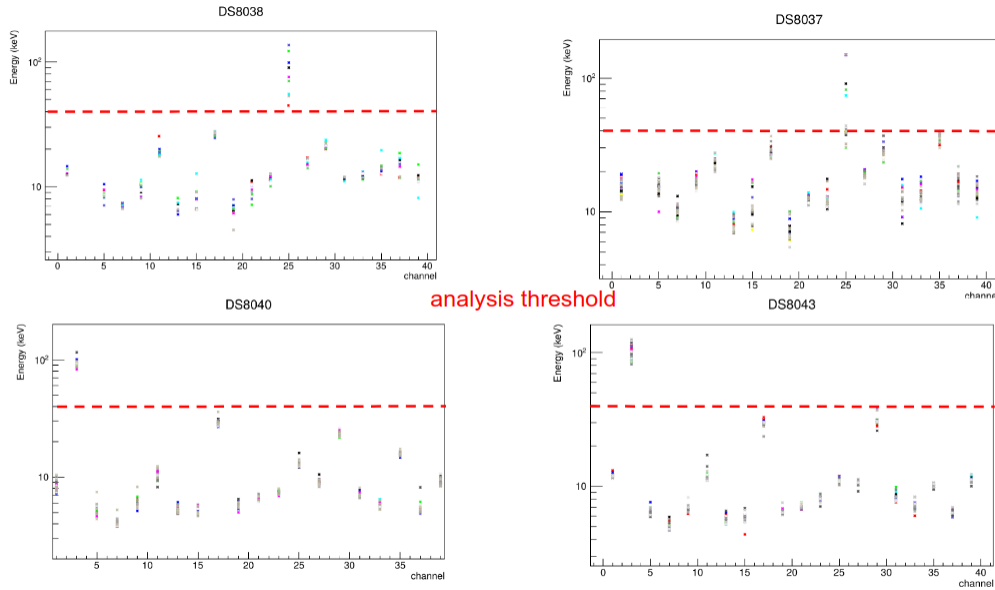 DS8038
Energy (keV)
10²
10
0 5 10 15 20 25 30 35 40
channel
DS8037
Energy (keV)
10²
10
0 5 10 15 20 25 30 35 40
channel
analysis threshold
DS8040
Energy (keV)
10²
10
5 10 15 20 25 30 35
channel
DS8043
Energy (keV)
10²
10
0 5 10 15 20 25 30 35 40
channel